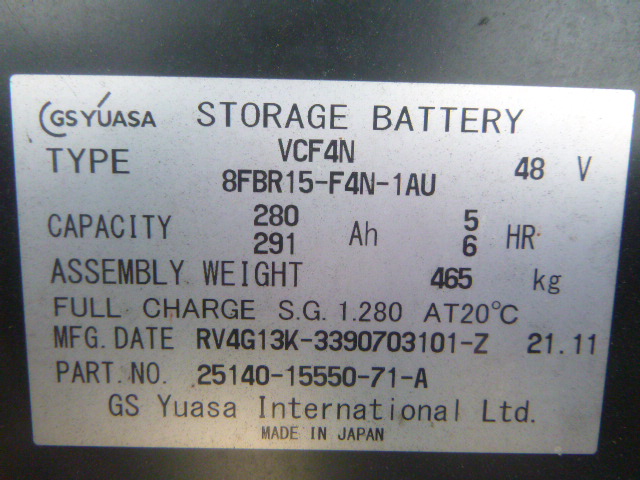 GS YUASA STORAGE BATTERY
TYPE VCF4N 48 V
8FBR15-F4N-1AU
CAPACITY 280 Ah 5 HR
291 6
ASSEMBLY WEIGHT 465 kg
FULL CHARGE S.G. 1.280 AT20℃
MFG. DATE RV4G13K-3390703101-Z 21.11
PART. NO. 25140-15550-71-A
GS Yuasa International Ltd.
MADE IN JAPAN